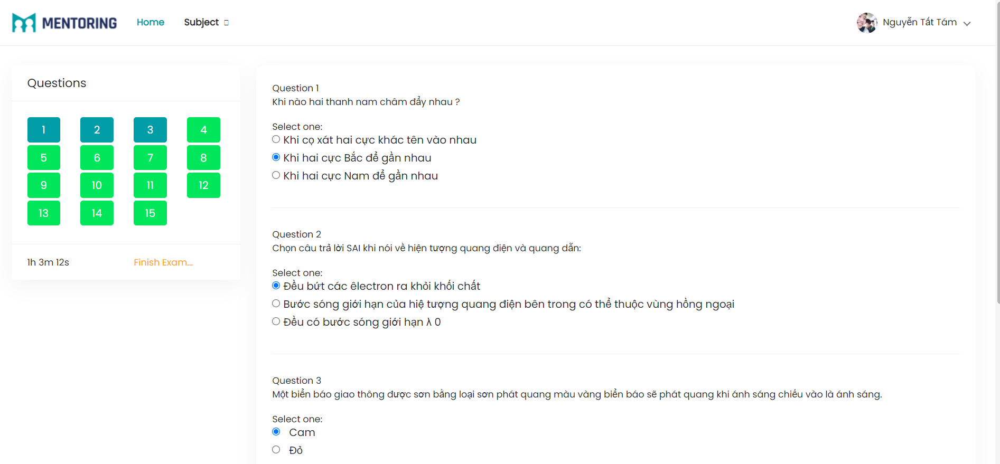 MENTORING
Home
Subject
Nguyễn Tất Tám
Questions
1 2 3 4
5 6 7 8
9 10 11 12
13 14 15
1h 3m 12s
Finish Exam...
Question 1
Khi nào hai thanh nam châm đẩy nhau ?
Select one:
Khi cọ xát hai cực khác tên vào nhau
Khi hai cực Bắc để gần nhau
Khi hai cực Nam để gần nhau
Question 2
Chọn câu trả lời SAI khi nói về hiện tượng quang điện và quang dẫn:
Select one:
Đều bứt các êlectron ra khỏi khối chất
Bước sóng giới hạn của hiệ tượng quang điện bên trong có thể thuộc vùng hồng ngoại
Đều có bước sóng giới hạn λ 0
Question 3
Một biển báo giao thông được sơn bằng loại sơn phát quang màu vàng biển báo sẽ phát quang khi ánh sáng chiếu vào là ánh sáng.
Select one:
Cam
Đỏ